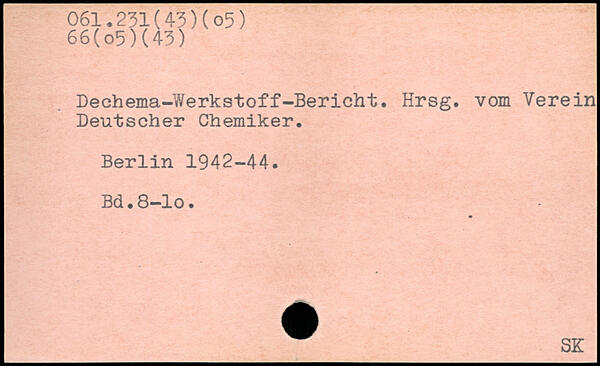 061.231(43)(o5)
66(o5)(43)
Dechema-Werkstoff-Bericht. Hrsg. vom Verein
Deutscher Chemiker.
Berlin 1942-44.
Bd.8-lo.
SK